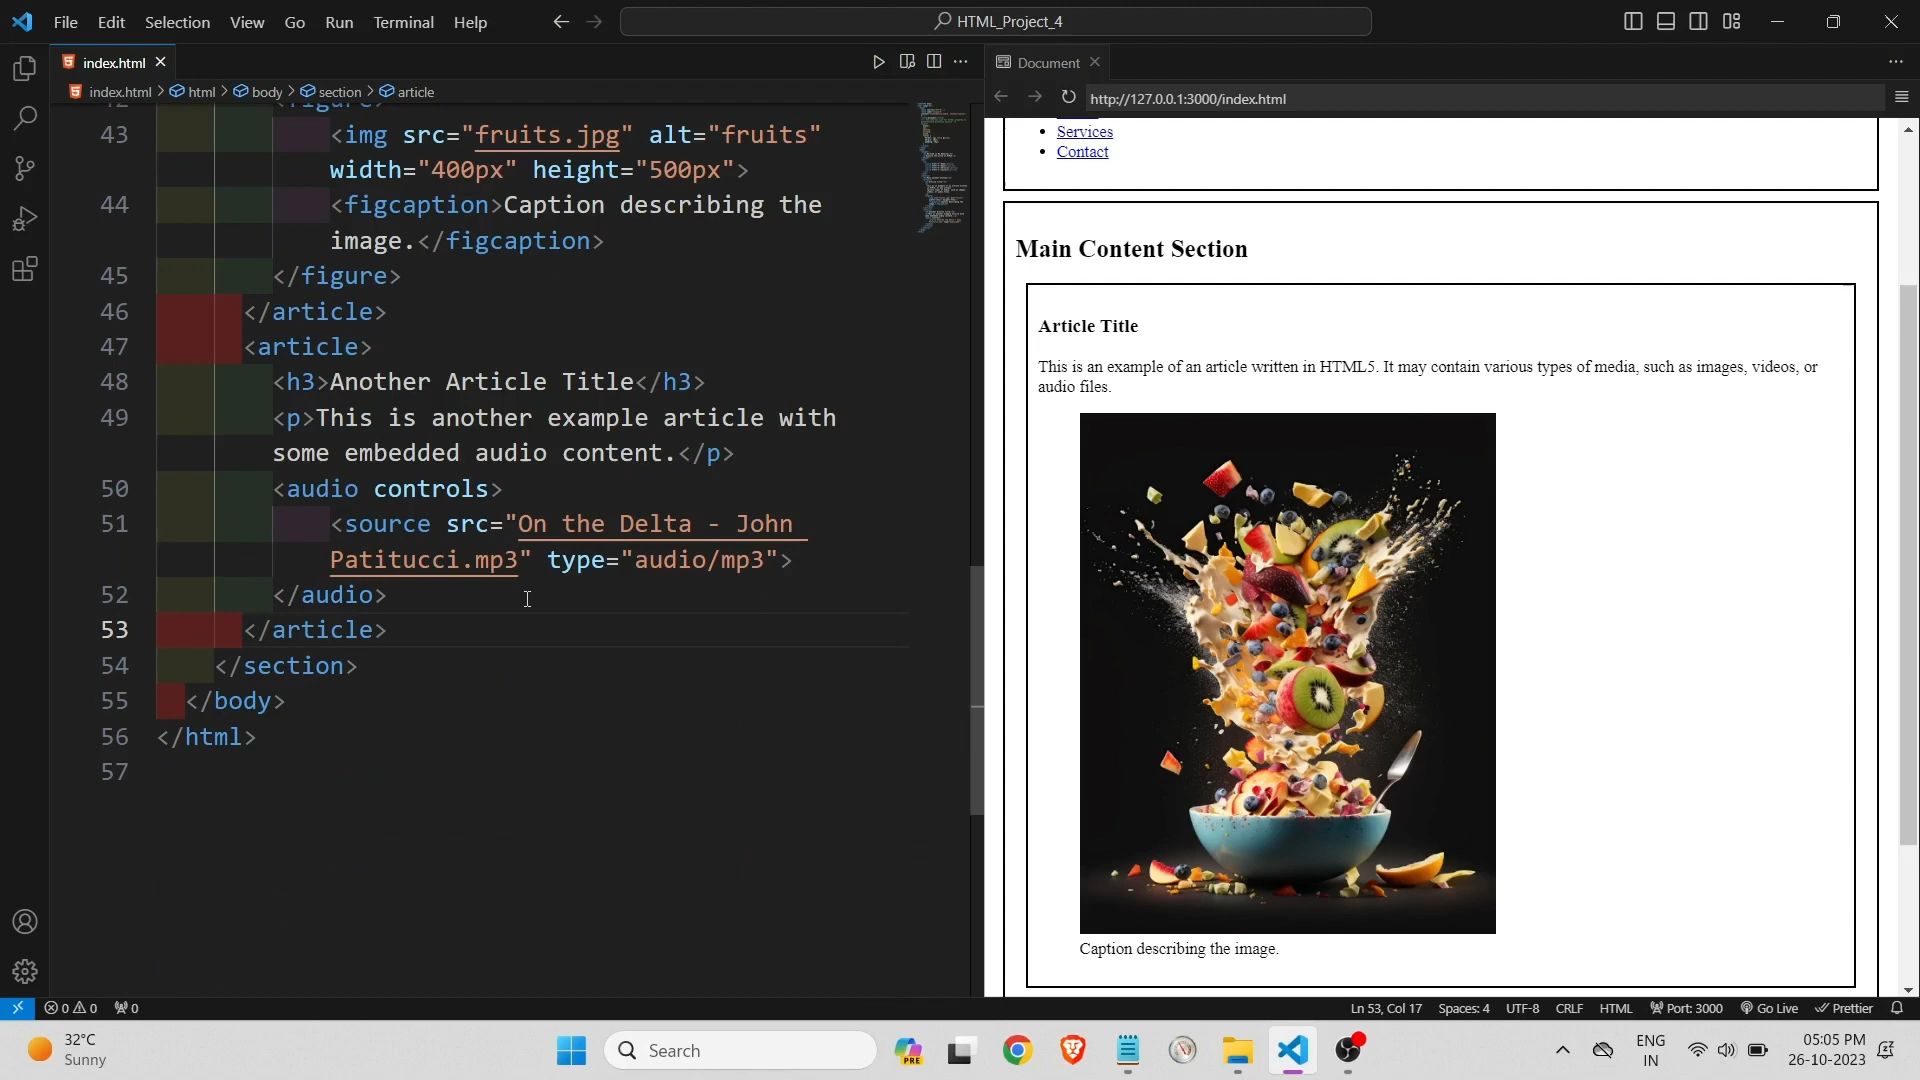 File Edit Selection View Go Run Terminal Help
HTML_Project_4
index.html
Document
index.html > html > body > section > article
http://127.0.0.1:3000/index.html
43 <img src="fruits.jpg" alt="fruits"
width="400px" height="500px">
44 <figcaption>Caption describing the
image.</figcaption>
45 </figure>
46 </article>
47 <article>
48 <h3>Another Article Title</h3>
49 <p>This is another example article with
some embedded audio content.</p>
50 <audio controls>
51 <source src="On the Delta - John
Patitucci.mp3" type="audio/mp3">
52 </audio>
53 </article>
54 </section>
55 </body>
56 </html>
57
Services
Contact
Main Content Section
Article Title
This is an example of an article written in HTML5. It may contain various types of media, such as images, videos, or
audio files.
Caption describing the image.
0 0 0 Ln 53, Col 17 Spaces: 4 UTF-8 CRLF HTML Port: 3000 Go Live Prettier
32°C
Sunny
Search
PRE
ENG
IN
05:05 PM
26-10-2023